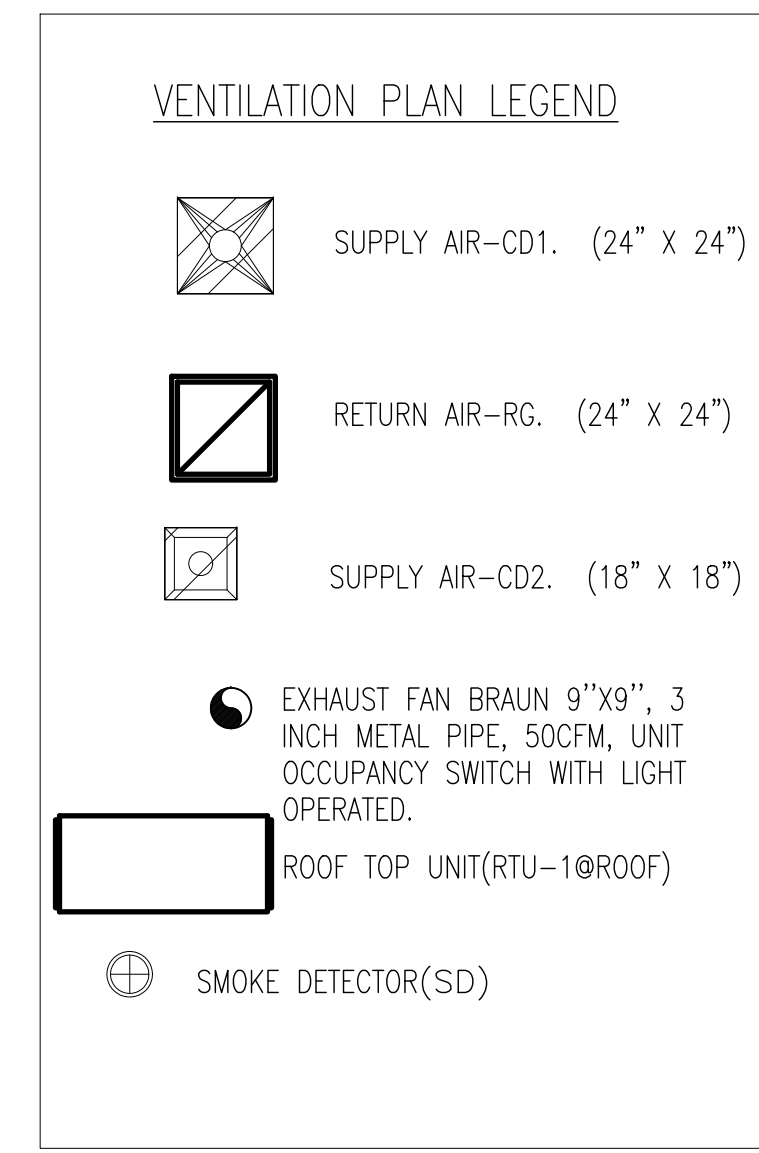 VENTILATION PLAN LEGEND
SUPPLY AIR-CD1. (24" X 24")
RETURN AIR-RG. (24" X 24")
SUPPLY AIR-CD2. (18" X 18")
EXHAUST FAN BRAUN 9''X9'', 3
INCH METAL PIPE, 50CFM, UNIT
OCCUPANCY SWITCH WITH LIGHT
OPERATED.
ROOF TOP UNIT(RTU-1@ROOF)
SMOKE DETECTOR(SD)